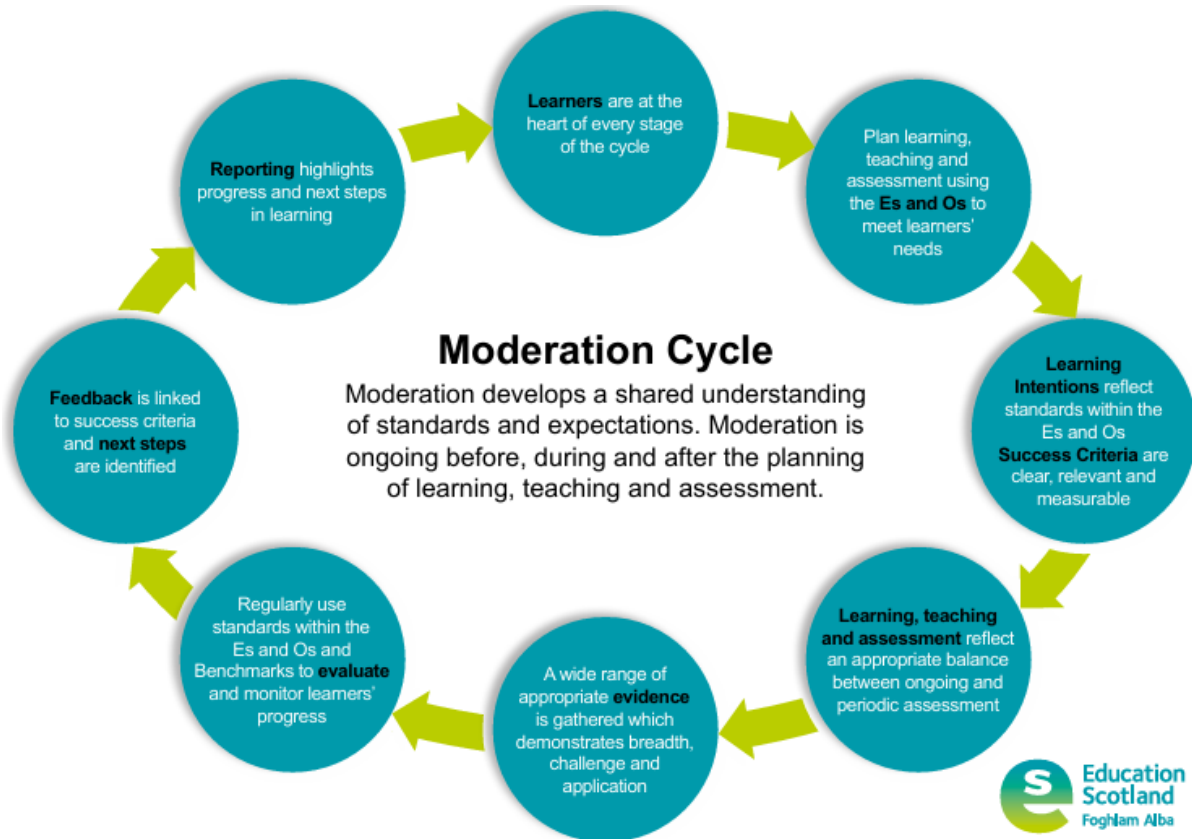 Learners are at the
heart of every stage
of the cycle
Plan learning,
teaching and
assessment using
the Es and Os to
meet learners'
needs
Learning
Intentions reflect
standards within the
Es and Os
Success Criteria are
clear, relevant and
measurable
Learning, teaching
and assessment reflect
an appropriate balance
between ongoing and
periodic assessment
A wide range of
appropriate evidence
is gathered which
demonstrates breadth,
challenge and
application
Regularly use
standards within the
Es and Os and
Benchmarks to evaluate
and monitor learners'
progress
Feedback is linked
to success criteria
and next steps
are identified
Reporting highlights
progress and next steps
in learning
Moderation Cycle
Moderation develops a shared understanding
of standards and expectations. Moderation is
ongoing before, during and after the planning
of learning, teaching and assessment.
Education
Scotland
Foghlam Alba